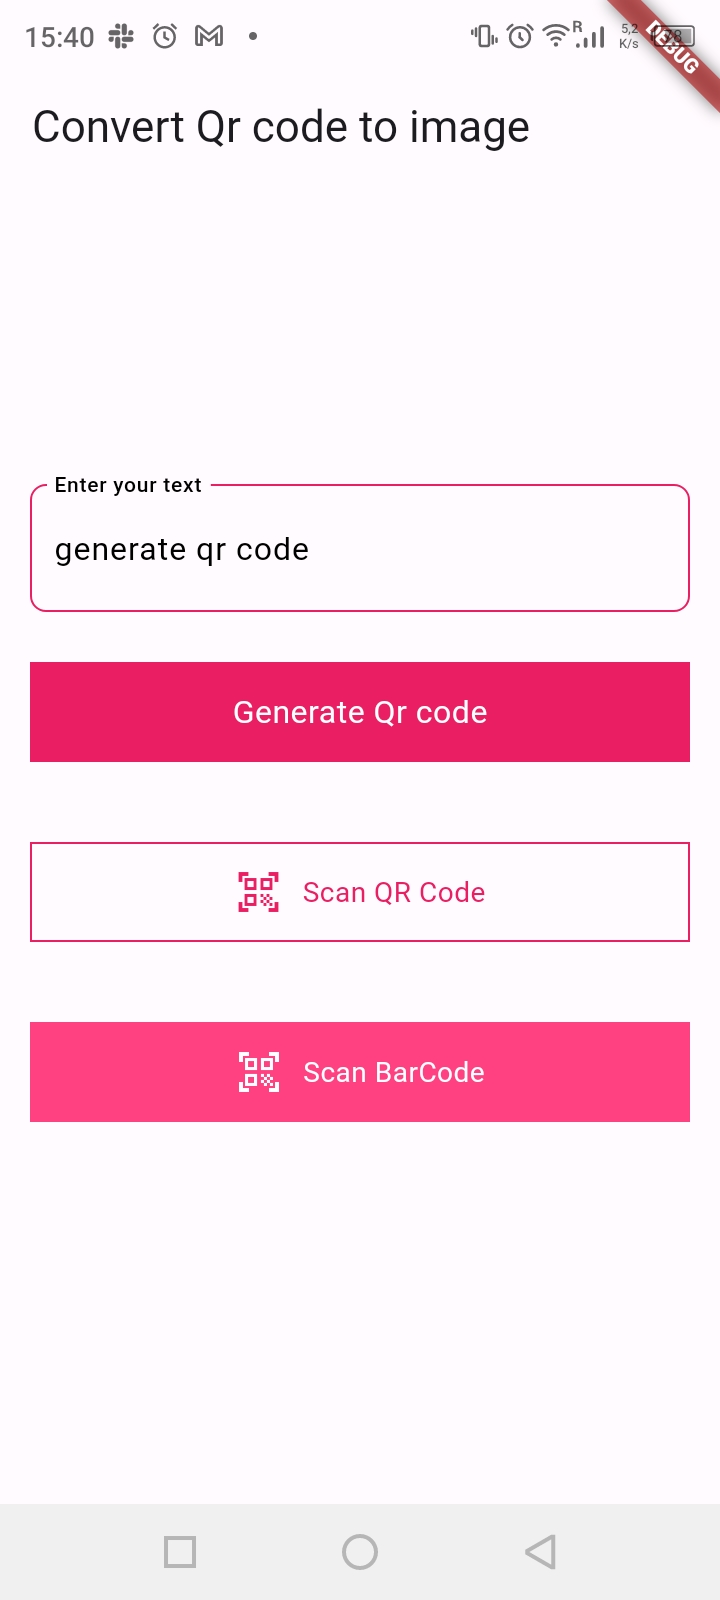 15:40
R
5,2
K/s
DEBUG
Convert Qr code to image
Enter your text
generate qr code
Generate Qr code
Scan QR Code
Scan BarCode